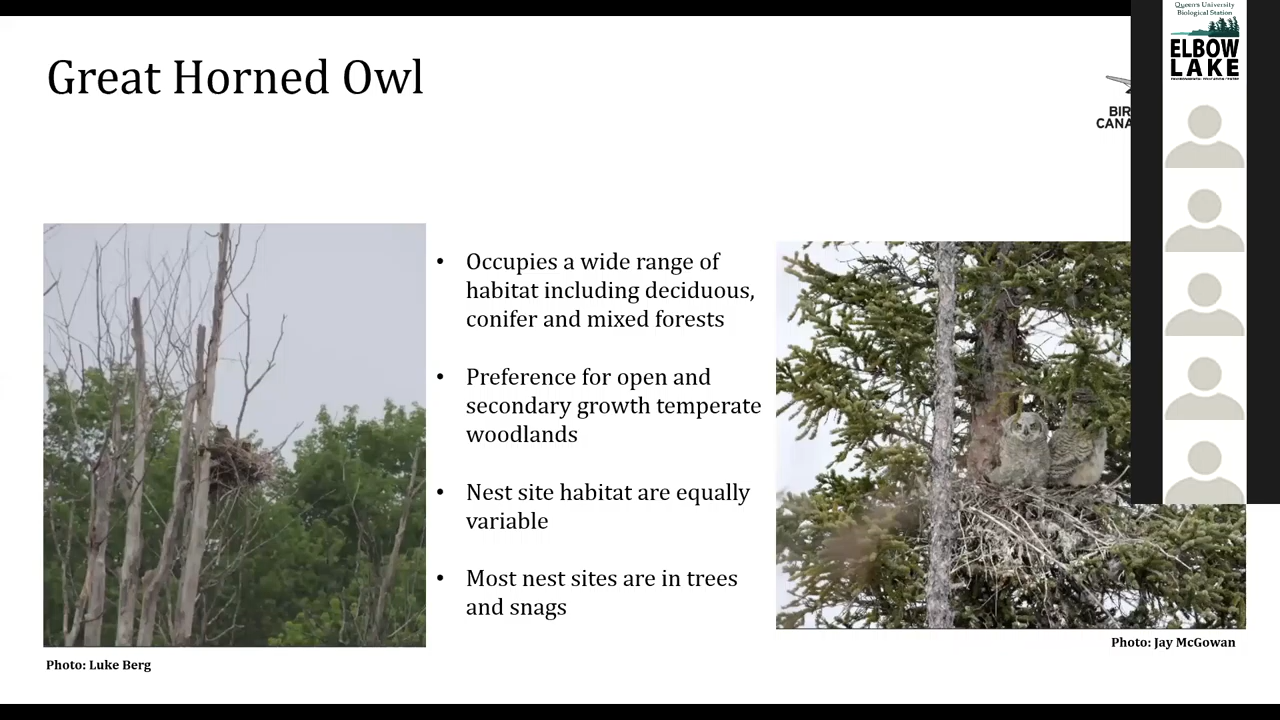 Great Horned Owl
BIR
CANA
Queen's University
Biological Station
ELBOW
LAKE
• Occupies a wide range of
habitat including deciduous,
conifer and mixed forests
• Preference for open and
secondary growth temperate
woodlands
• Nest site habitat are equally
variable
• Most nest sites are in trees
and snags
Photo: Luke Berg
Photo: Jay McGowan